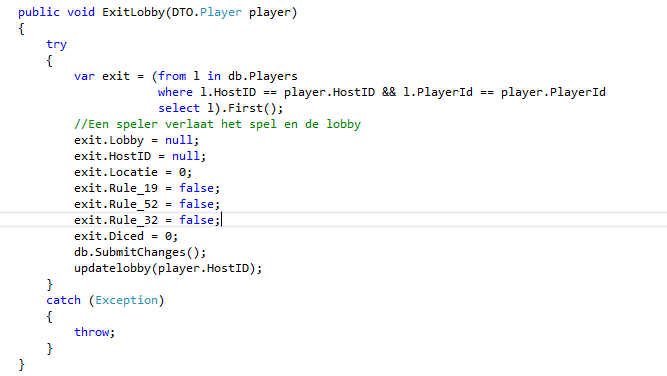 public void ExitLobby(DTO.Player player)
{
try
{
var exit = (from l in db.Players
where l.HostID == player.HostID && l.PlayerId == player.PlayerId
select l).First();
//Een speler verlaat het spel en de lobby
exit.Lobby = null;
exit.HostID = null;
exit.Locatie = 0;
exit.Rule_19 = false;
exit.Rule_52 = false;
exit.Rule_32 = false;
exit.Diced = 0;
db.SubmitChanges();
updatelobby(player.HostID);
}
catch (Exception)
{
throw;
}
}